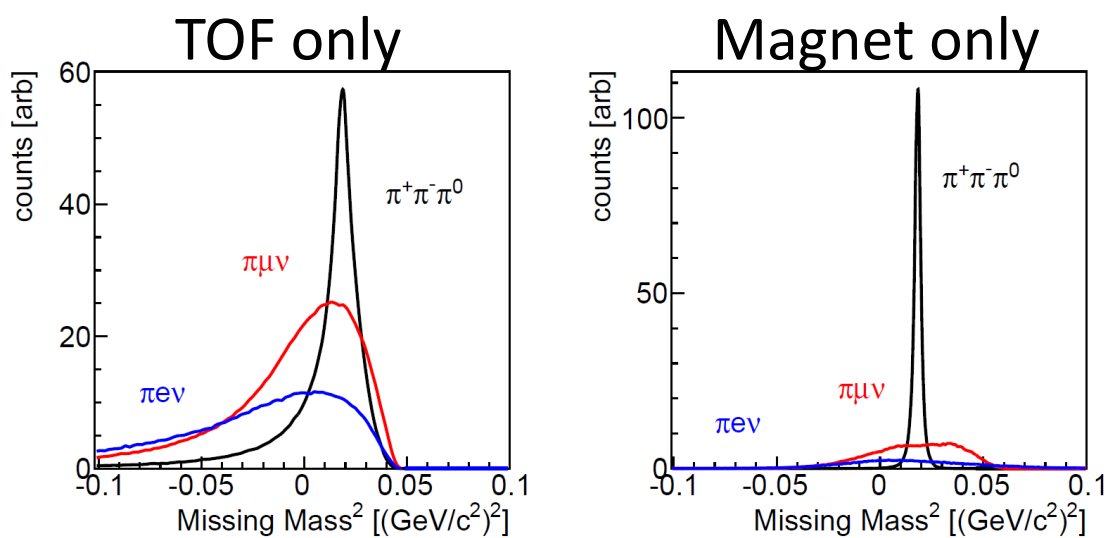 TOF only
60
40
20
0
counts [arb]
π⁺π⁻π⁰
πμν
πeν
-0.1
-0.05
0
0.05
0.1
Missing Mass² [(GeV/c²)²]
Magnet only
100
50
0
counts [arb]
π⁺π⁻π⁰
πμν
πeν
-0.1
-0.05
0
0.05
0.1
Missing Mass² [(GeV/c²)²]